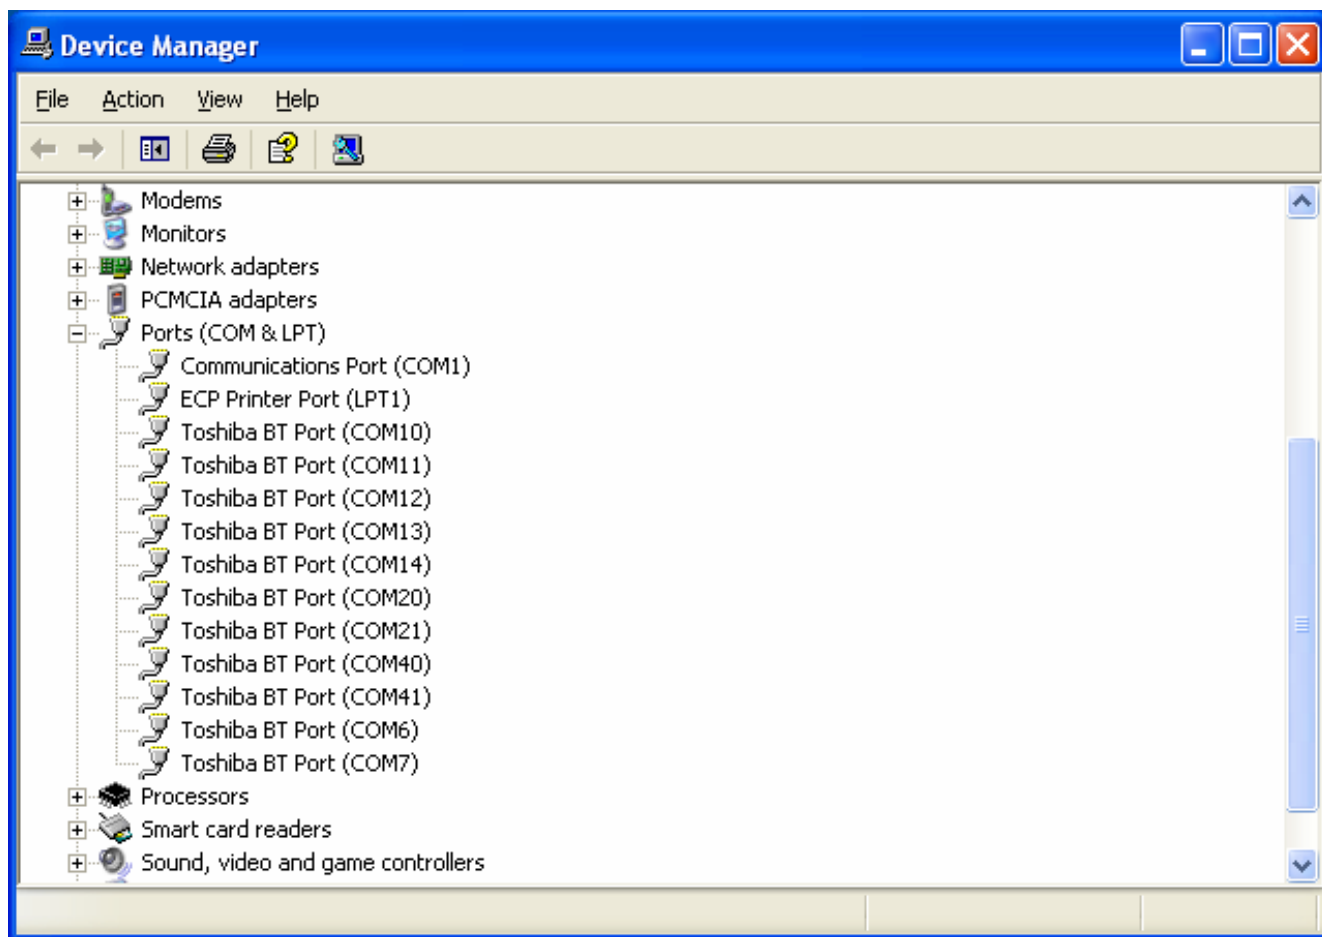 Device Manager
File Action View Help
Modems
Monitors
Network adapters
PCMCIA adapters
Ports (COM & LPT)
Communications Port (COM1)
ECP Printer Port (LPT1)
Toshiba BT Port (COM10)
Toshiba BT Port (COM11)
Toshiba BT Port (COM12)
Toshiba BT Port (COM13)
Toshiba BT Port (COM14)
Toshiba BT Port (COM20)
Toshiba BT Port (COM21)
Toshiba BT Port (COM40)
Toshiba BT Port (COM41)
Toshiba BT Port (COM6)
Toshiba BT Port (COM7)
Processors
Smart card readers
Sound, video and game controllers